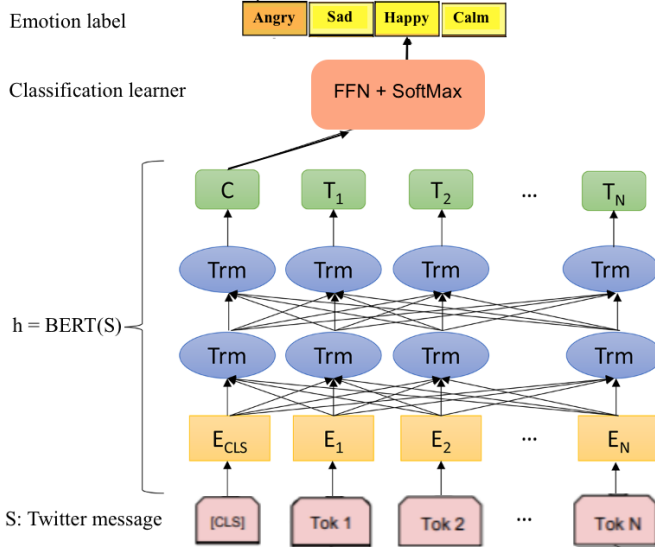 Emotion label
Angry Sad Happy Calm
Classification learner
FFN + SoftMax
C T1 T2 ... TN
Trm Trm Trm Trm
h = BERT(S)
Trm Trm Trm Trm
ECLS E1 E2 ... EN
S: Twitter message
[CLS] Tok 1 Tok 2 ... Tok N